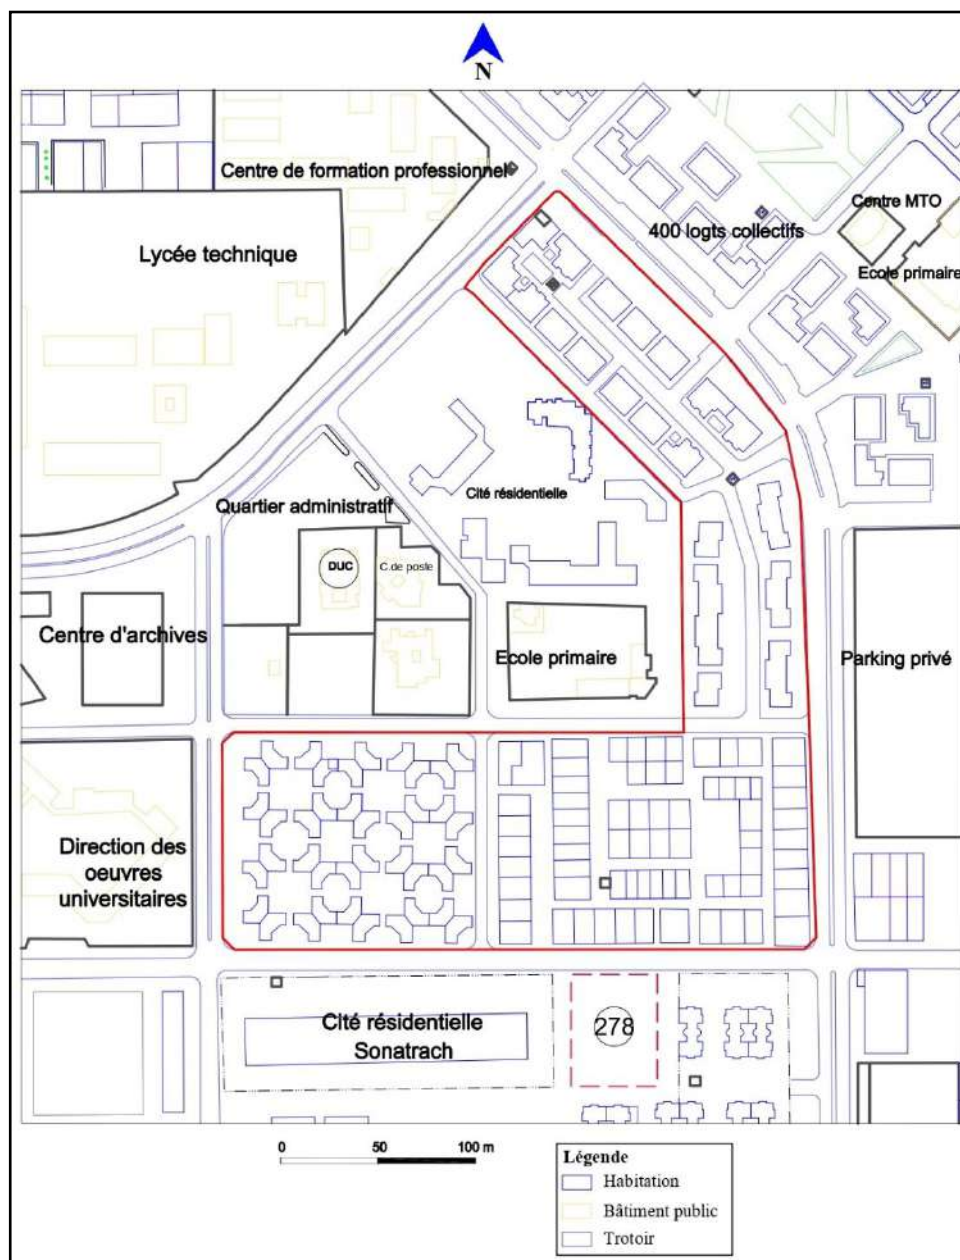 N
Centre de formation professionnel
Centre MTO
400 logts collectifs
Lycée technique
Ecole primaire
Cité résidentielle
Quartier administratif
DUC
C.de poste
Centre d'archives
Ecole primaire
Parking privé
Direction des
oeuvres
universitaires
Cité résidentielle
Sonatrach
278
0 50 100 m
Légende
Habitation
Bâtiment public
Trotoir